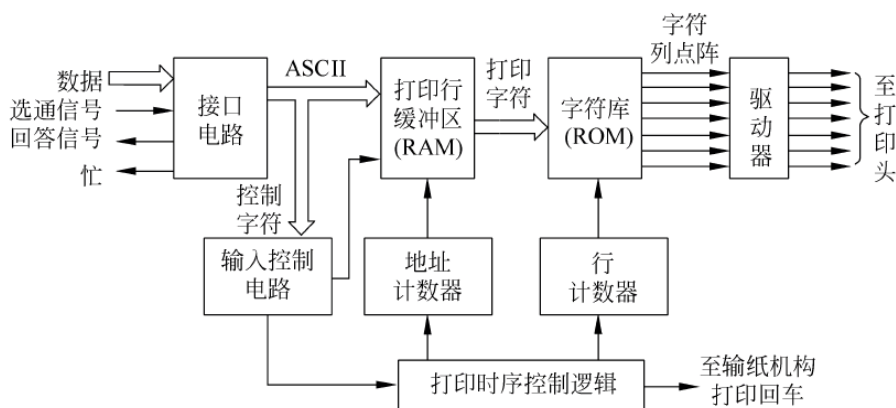 数据
选通信号
回答信号
忙
接口
电路
ASCII
控制
字符
输入控制
电路
打印行
缓冲区
(RAM)
打印
字符
字符库
(ROM)
字符
列点阵
驱
动
器
至
打
印
头
地址
计数器
行
计数器
打印时序控制逻辑
至输纸机构
打印回车